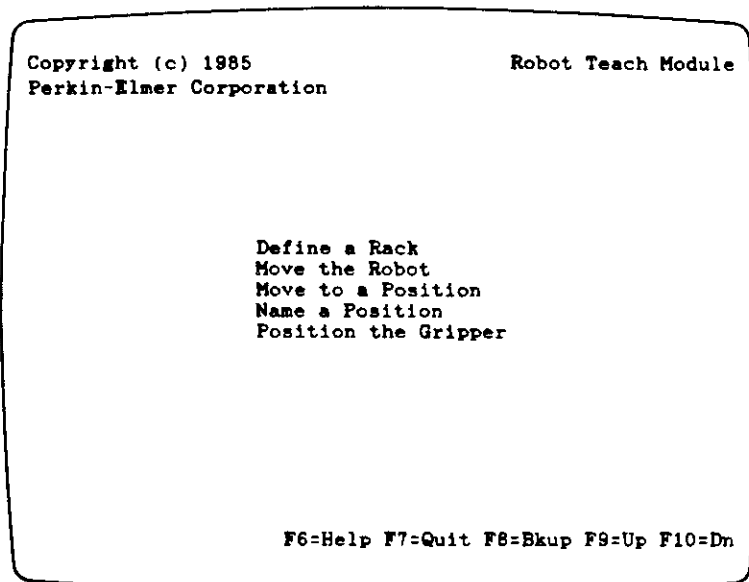 Copyright (c) 1985 Robot Teach Module
Perkin-Elmer Corporation
Define a Rack
Move the Robot
Move to a Position
Name a Position
Position the Gripper
F6=Help F7=Quit F8=Bkup F9=Up F10=Dn